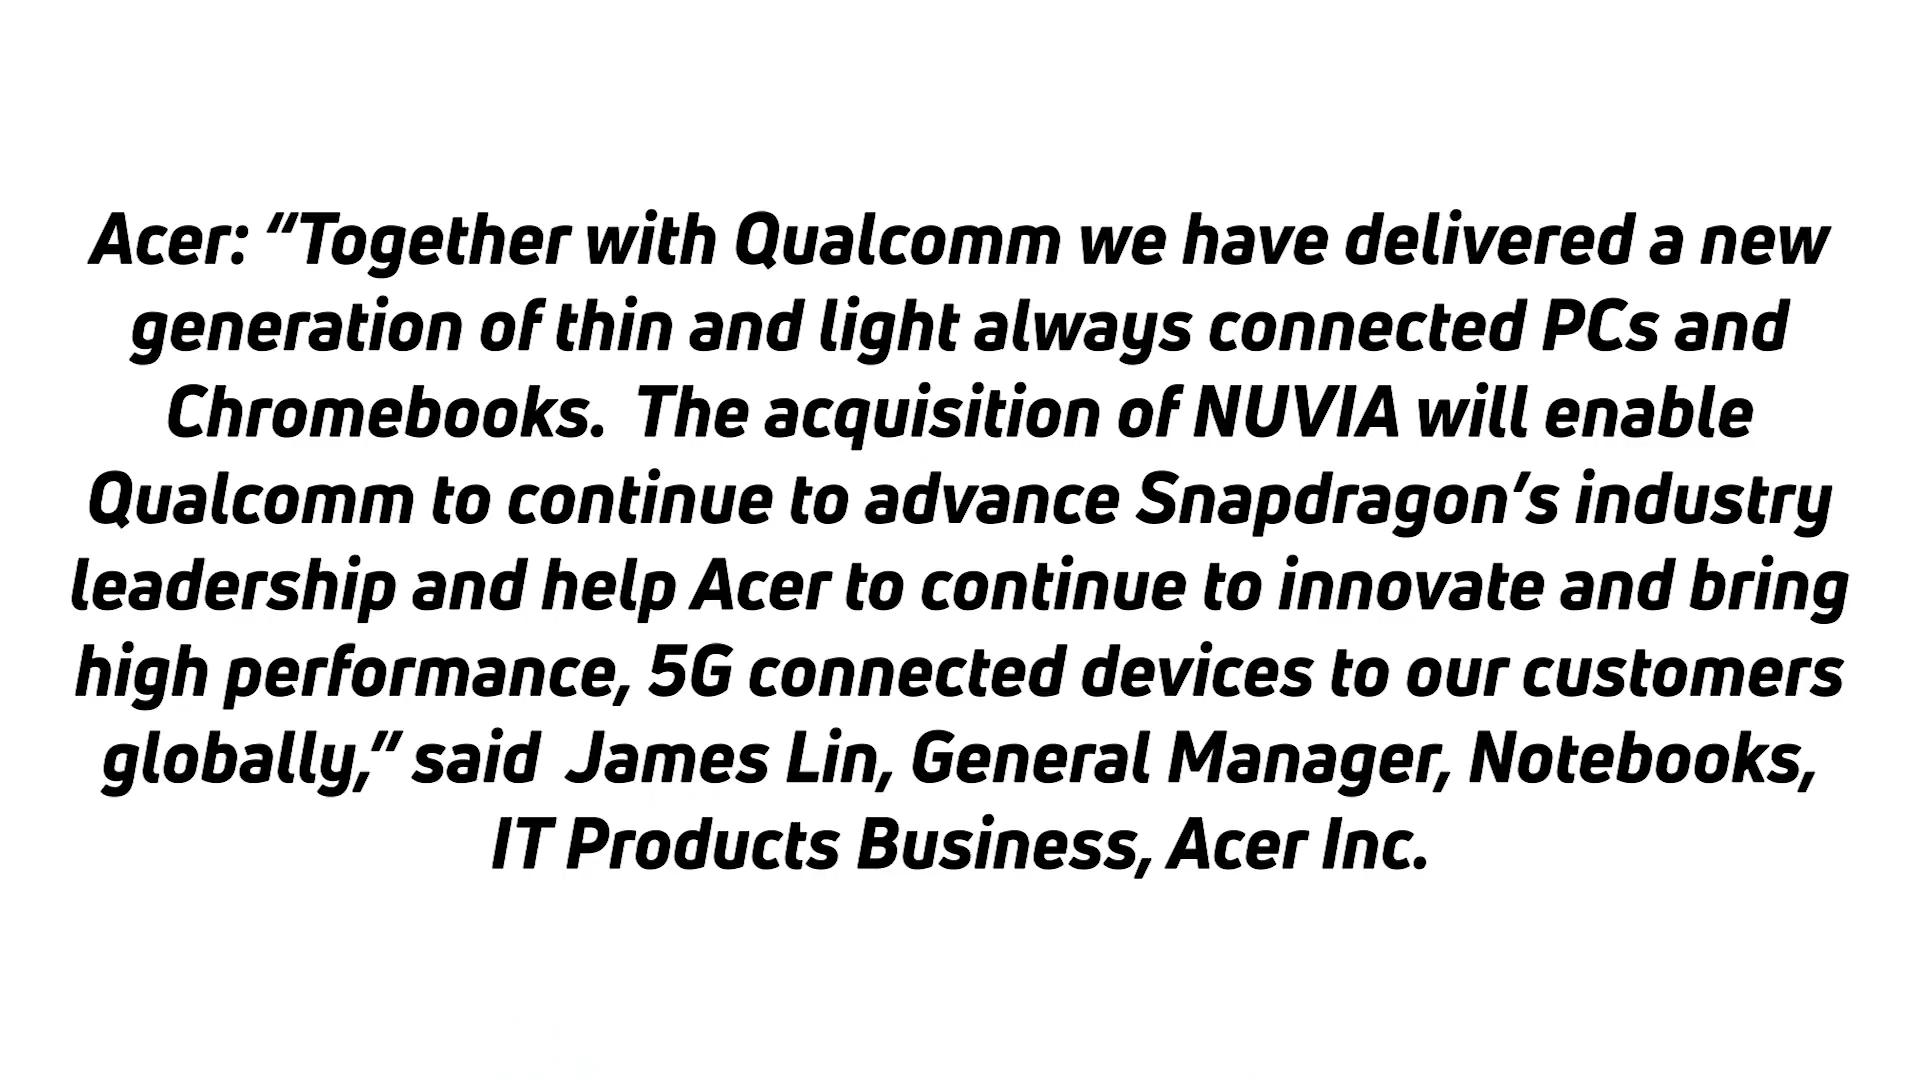 Acer: “Together with Qualcomm we have delivered a new
generation of thin and light always connected PCs and
Chromebooks.  The acquisition of NUVIA will enable
Qualcomm to continue to advance Snapdragon’s industry
leadership and help Acer to continue to innovate and bring
high performance, 5G connected devices to our customers
globally,” said  James Lin, General Manager, Notebooks,
IT Products Business, Acer Inc.